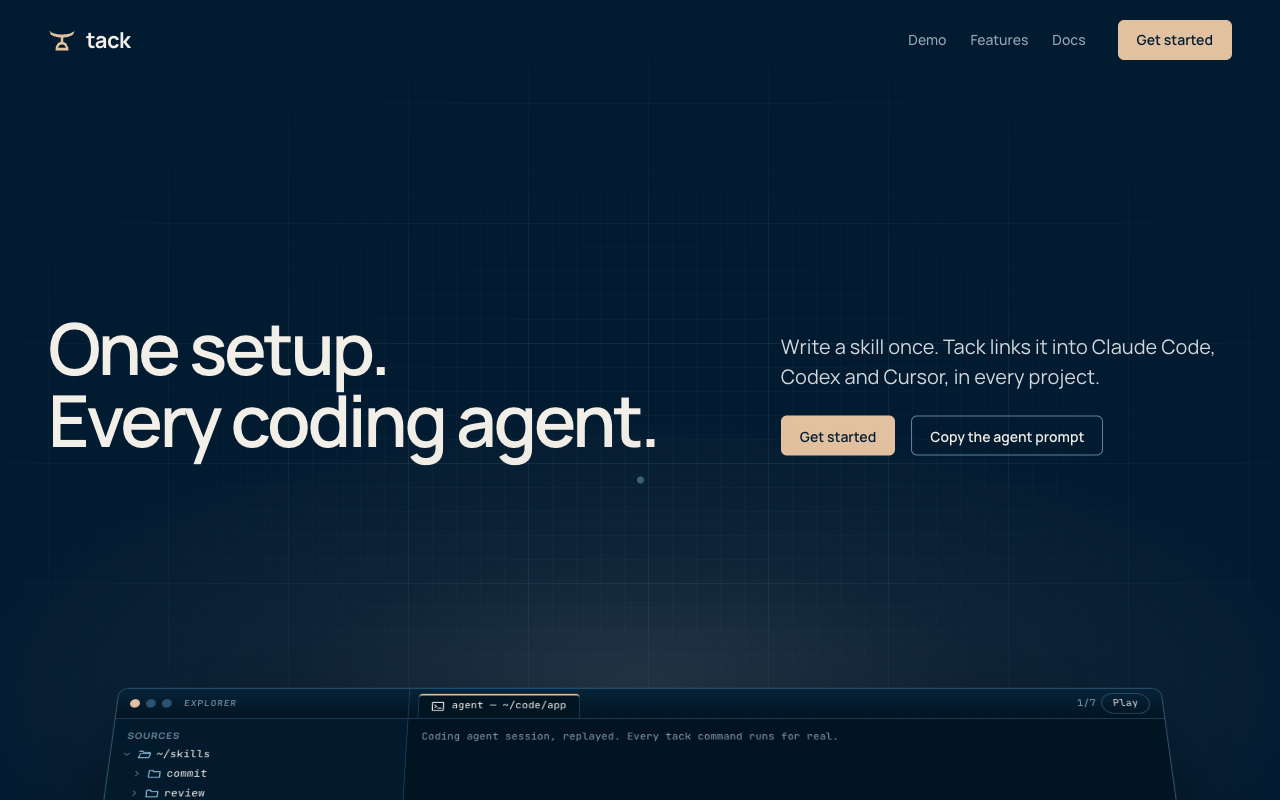 tack
Demo
Features
Docs
Get started
One setup.
Every coding agent.
Write a skill once. Tack links it into Claude Code,
Codex and Cursor, in every project.
Get started
Copy the agent prompt
EXPLORER
agent — ~/code/app
1/7
Play
SOURCES
~/skills
commit
review
Coding agent session, replayed. Every tack command runs for real.